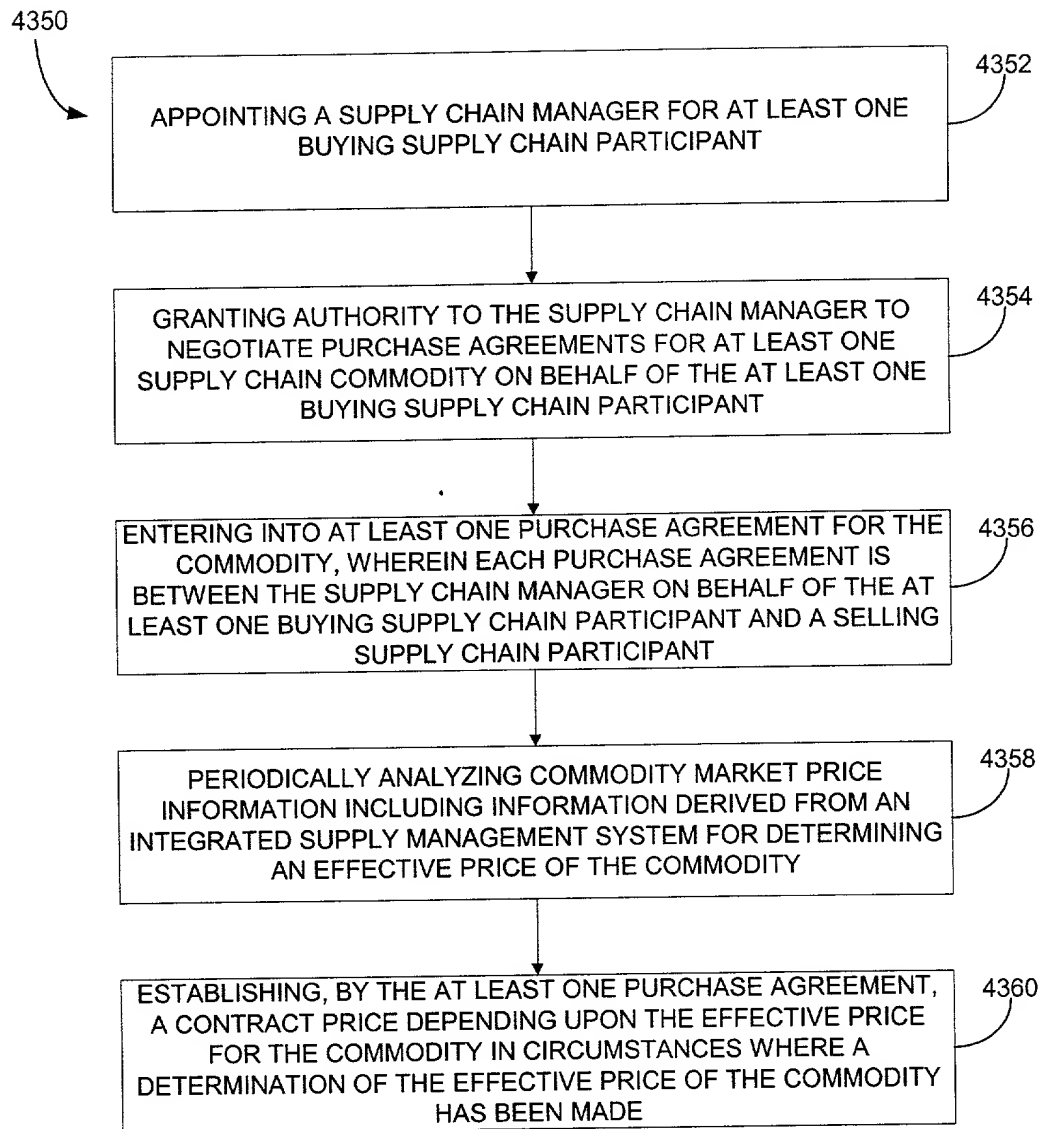 4350
4352
APPOINTING A SUPPLY CHAIN MANAGER FOR AT LEAST ONE
BUYING SUPPLY CHAIN PARTICIPANT
4354
GRANTING AUTHORITY TO THE SUPPLY CHAIN MANAGER TO
NEGOTIATE PURCHASE AGREEMENTS FOR AT LEAST ONE
SUPPLY CHAIN COMMODITY ON BEHALF OF THE AT LEAST ONE
BUYING SUPPLY CHAIN PARTICIPANT
4356
ENTERING INTO AT LEAST ONE PURCHASE AGREEMENT FOR THE
COMMODITY, WHEREIN EACH PURCHASE AGREEMENT IS
BETWEEN THE SUPPLY CHAIN MANAGER ON BEHALF OF THE AT
LEAST ONE BUYING SUPPLY CHAIN PARTICIPANT AND A SELLING
SUPPLY CHAIN PARTICIPANT
4358
PERIODICALLY ANALYZING COMMODITY MARKET PRICE
INFORMATION INCLUDING INFORMATION DERIVED FROM AN
INTEGRATED SUPPLY MANAGEMENT SYSTEM FOR DETERMINING
AN EFFECTIVE PRICE OF THE COMMODITY
4360
ESTABLISHING, BY THE AT LEAST ONE PURCHASE AGREEMENT,
A CONTRACT PRICE DEPENDING UPON THE EFFECTIVE PRICE
FOR THE COMMODITY IN CIRCUMSTANCES WHERE A
DETERMINATION OF THE EFFECTIVE PRICE OF THE COMMODITY
HAS BEEN MADE